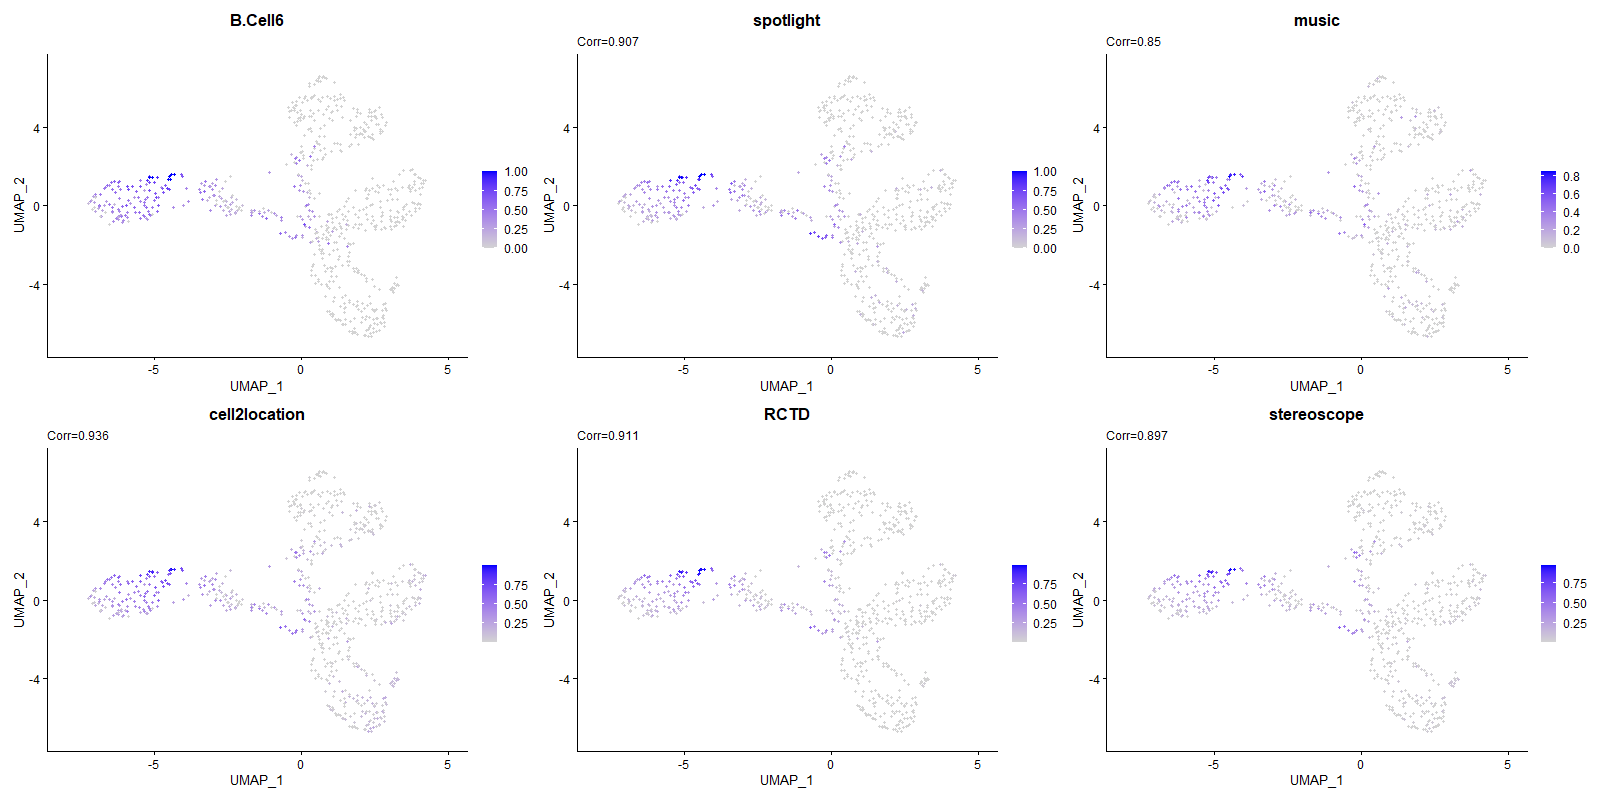 B.Cell6
UMAP_2
4
0
-4
-5
0
5
UMAP_1
1.00
0.75
0.50
0.25
0.00
spotlight
Corr=0.907
UMAP_2
4
0
-4
-5
0
5
UMAP_1
1.00
0.75
0.50
0.25
0.00
music
Corr=0.85
UMAP_2
4
0
-4
-5
0
5
UMAP_1
0.8
0.6
0.4
0.2
0.0
cell2location
Corr=0.936
UMAP_2
4
0
-4
-5
0
5
UMAP_1
0.75
0.50
0.25
RCTD
Corr=0.911
UMAP_2
4
0
-4
-5
0
5
UMAP_1
0.75
0.50
0.25
stereoscope
Corr=0.897
UMAP_2
4
0
-4
-5
0
5
UMAP_1
0.75
0.50
0.25